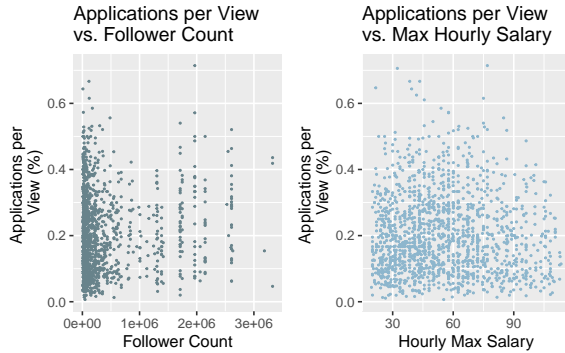 Applications per View
vs. Follower Count
Applications per
View (%)
0.6
0.4
0.2
0.0
0e+00
1e+06
2e+06
3e+06
Follower Count
Applications per View
vs. Max Hourly Salary
Applications per
View (%)
0.6
0.4
0.2
0.0
30
60
90
Hourly Max Salary